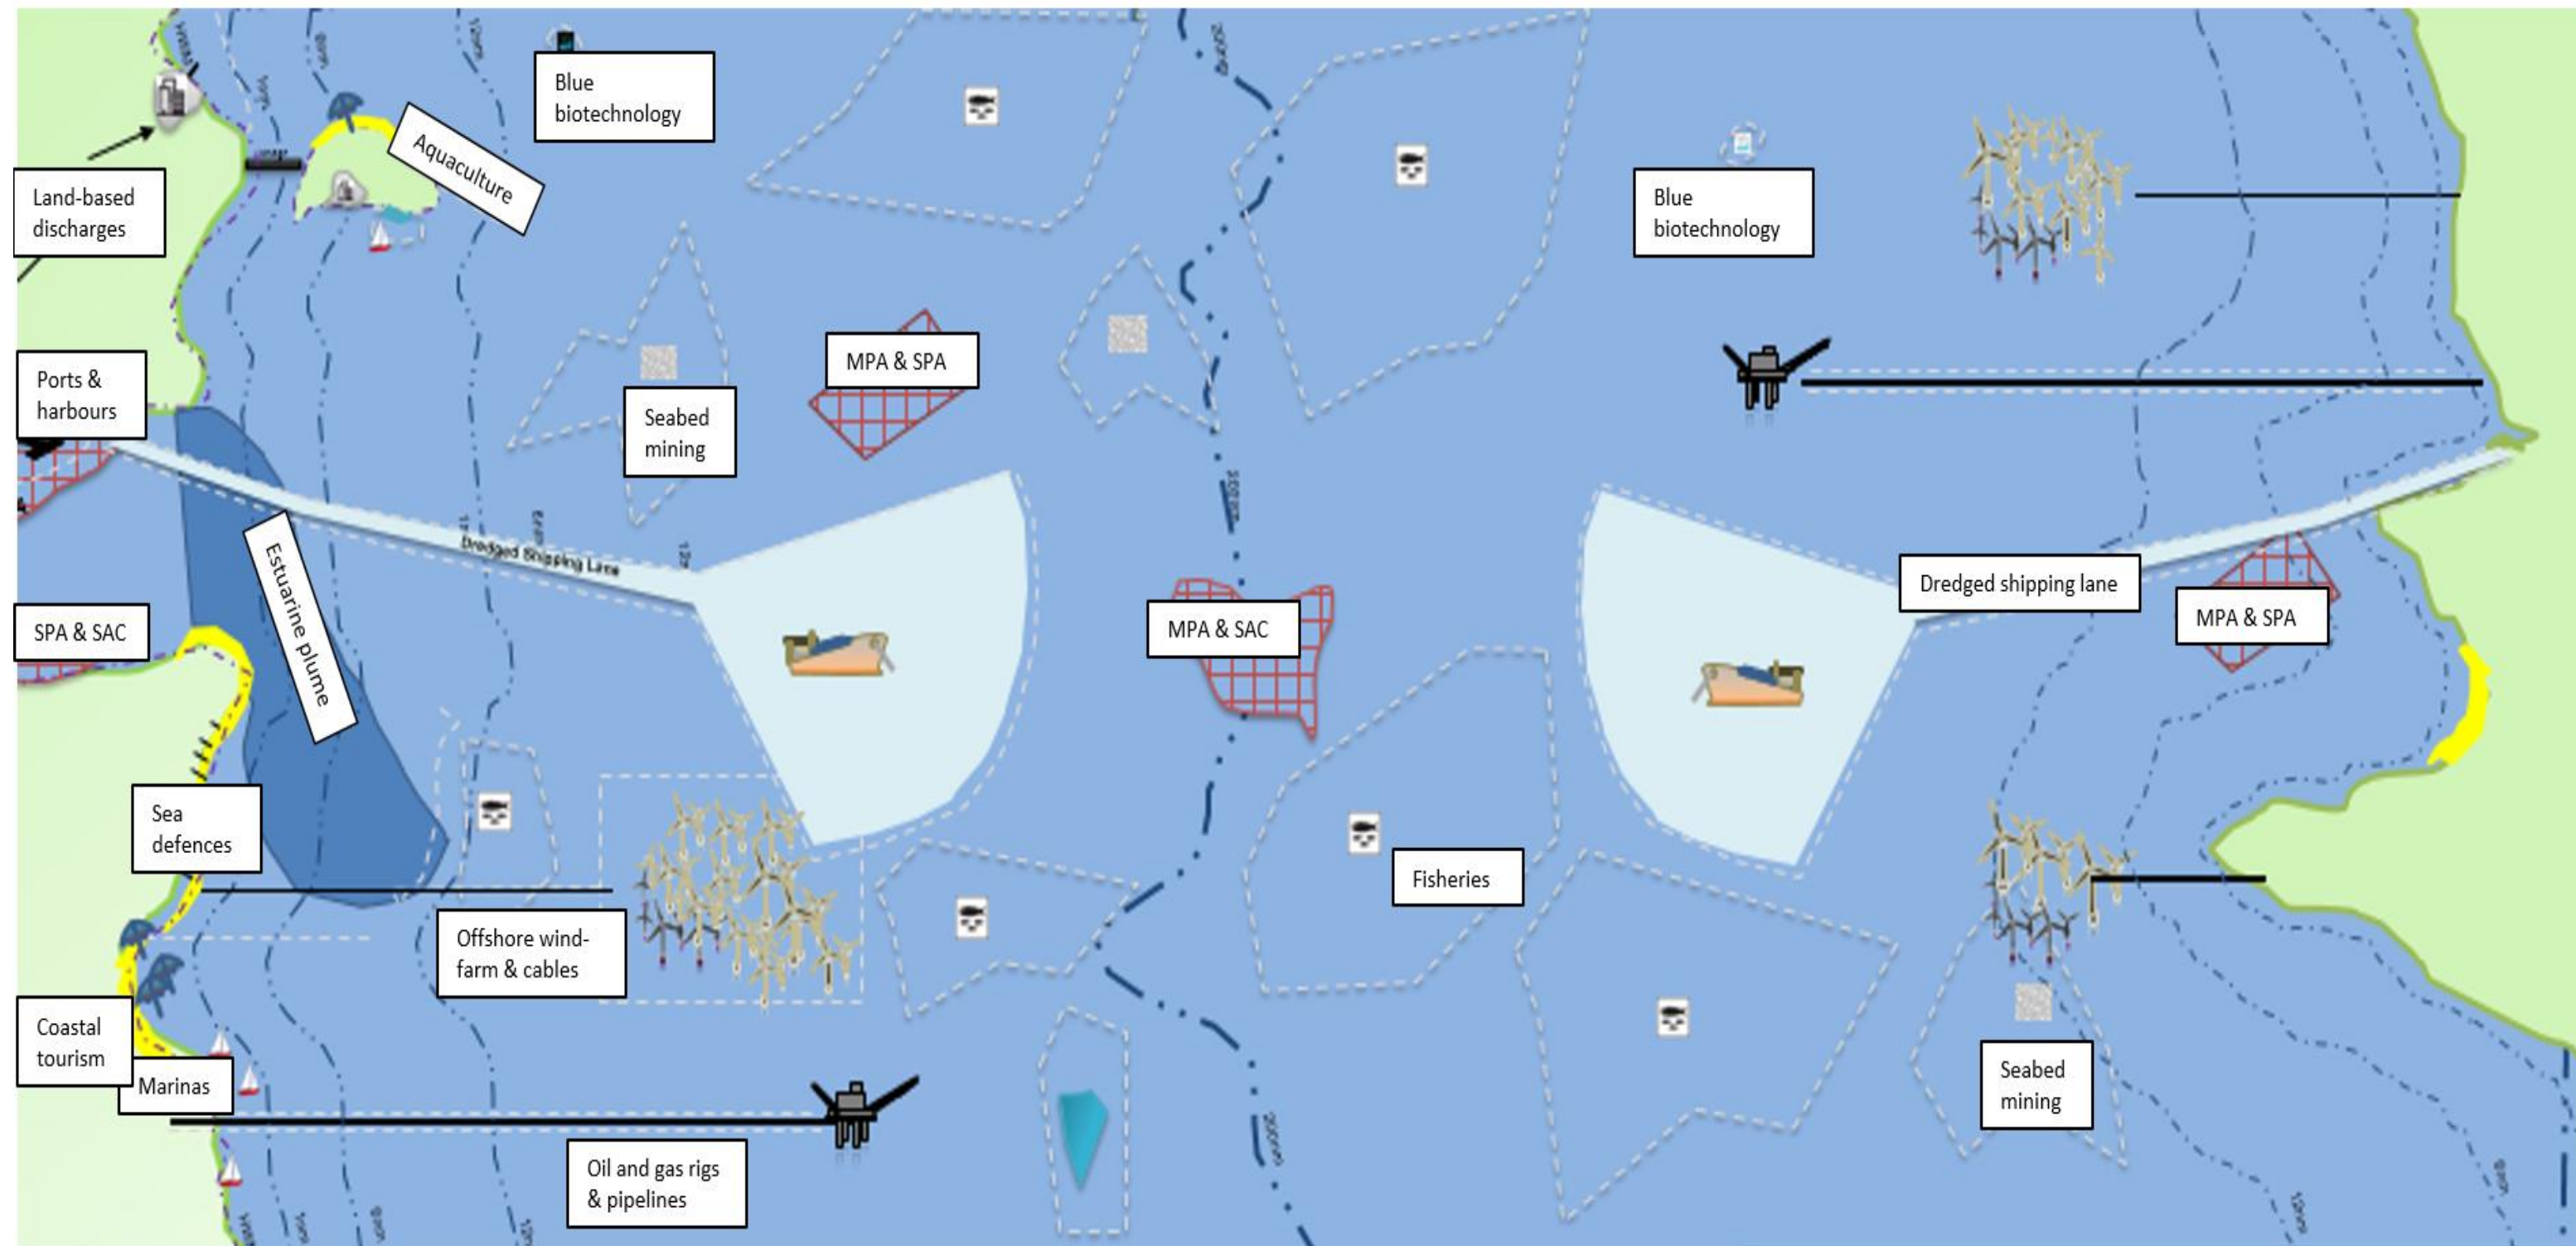 Blue
biotechnology
Aquaculture
Land-based
discharges
Blue
biotechnology
Ports &
harbours
MPA & SPA
Seabed
mining
Dredged Shipping Lane
Estuarine plume
SPA & SAC
MPA & SAC
Dredged shipping lane
MPA & SPA
Sea
defences
Fisheries
Offshore wind-
farm & cables
Coastal
tourism
Marinas
Seabed
mining
Oil and gas rigs
& pipelines